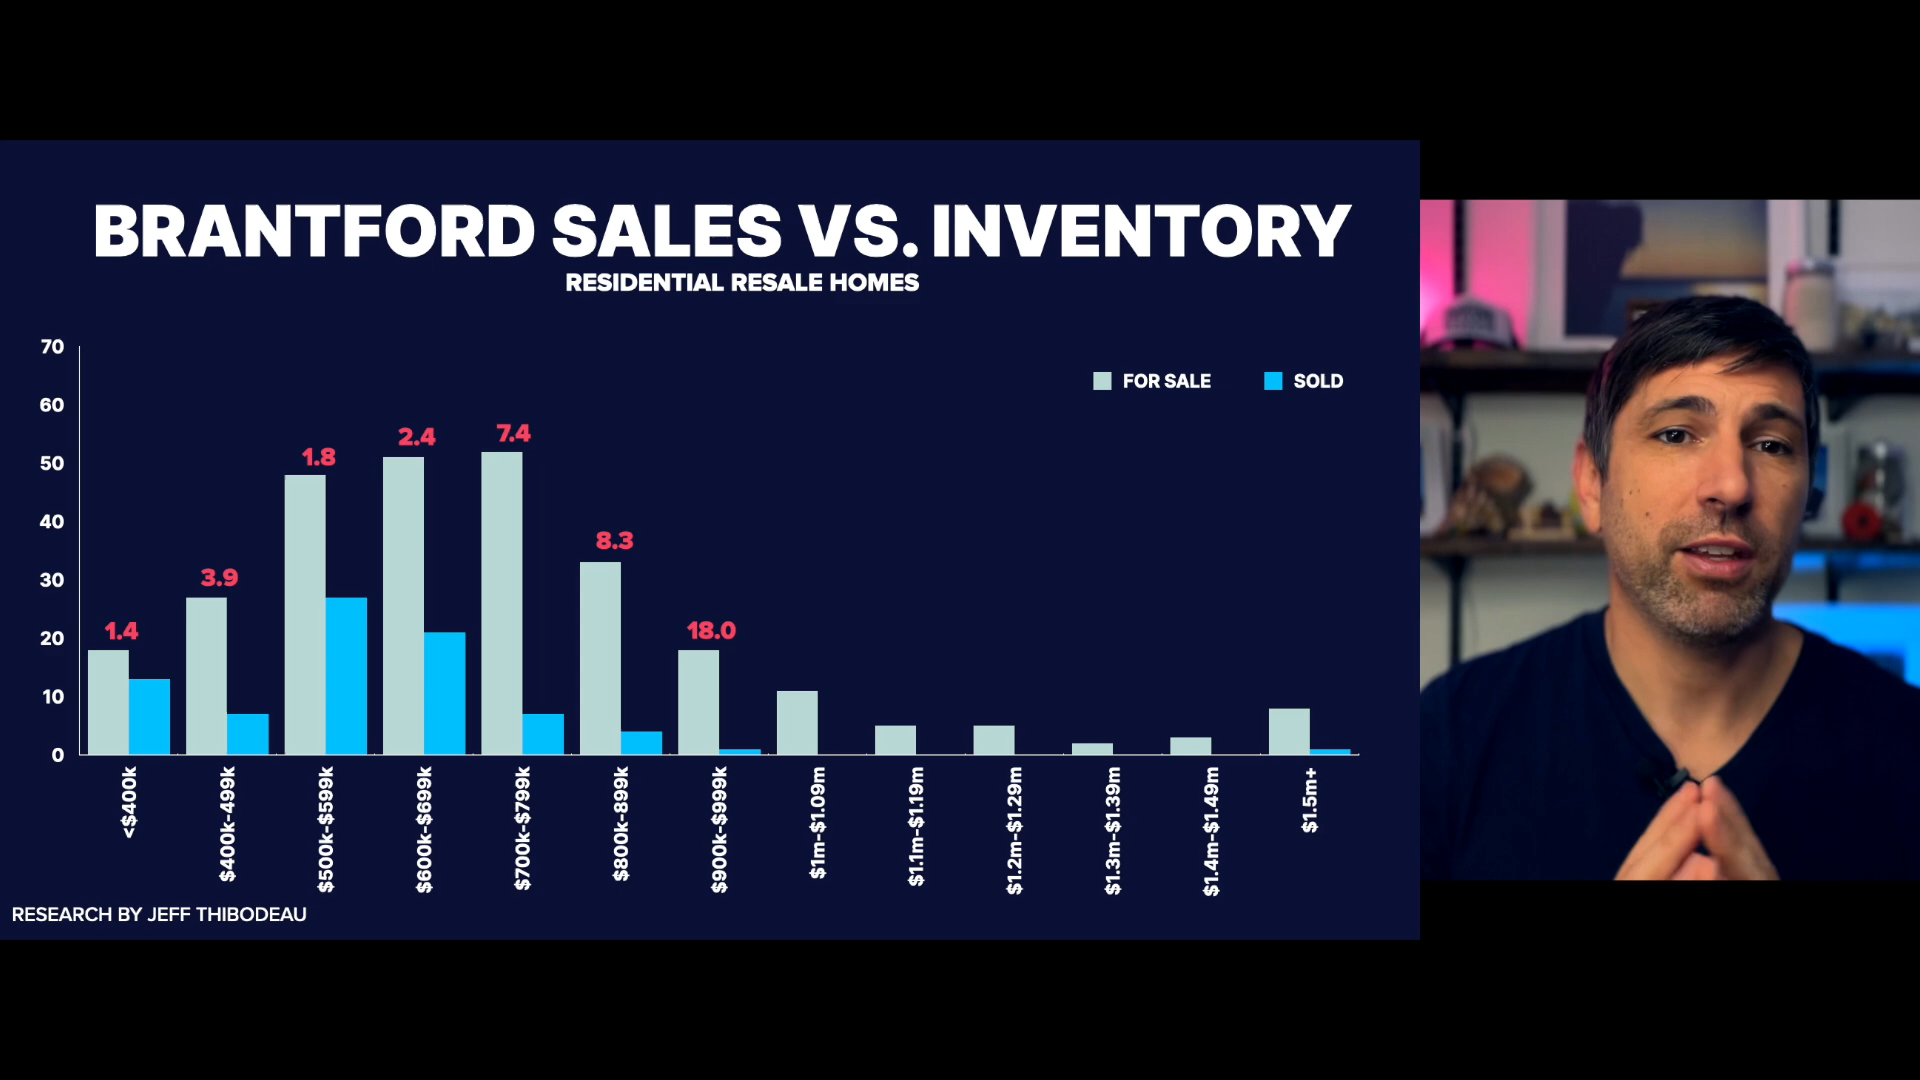 BRANTFORD SALES VS. INVENTORY
RESIDENTIAL RESALE HOMES
FOR SALE
SOLD
70
60
50
40
30
20
10
0
1.4
3.9
1.8
2.4
7.4
8.3
18.0
<$400k
$400k-499k
$500k-$599k
$600k-$699k
$700k-$799k
$800k-899k
$900k-$999k
$1m-$1.09m
$1.1m-$1.19m
$1.2m-$1.29m
$1.3m-$1.39m
$1.4m-$1.49m
$1.5m+
RESEARCH BY JEFF THIBODEAU